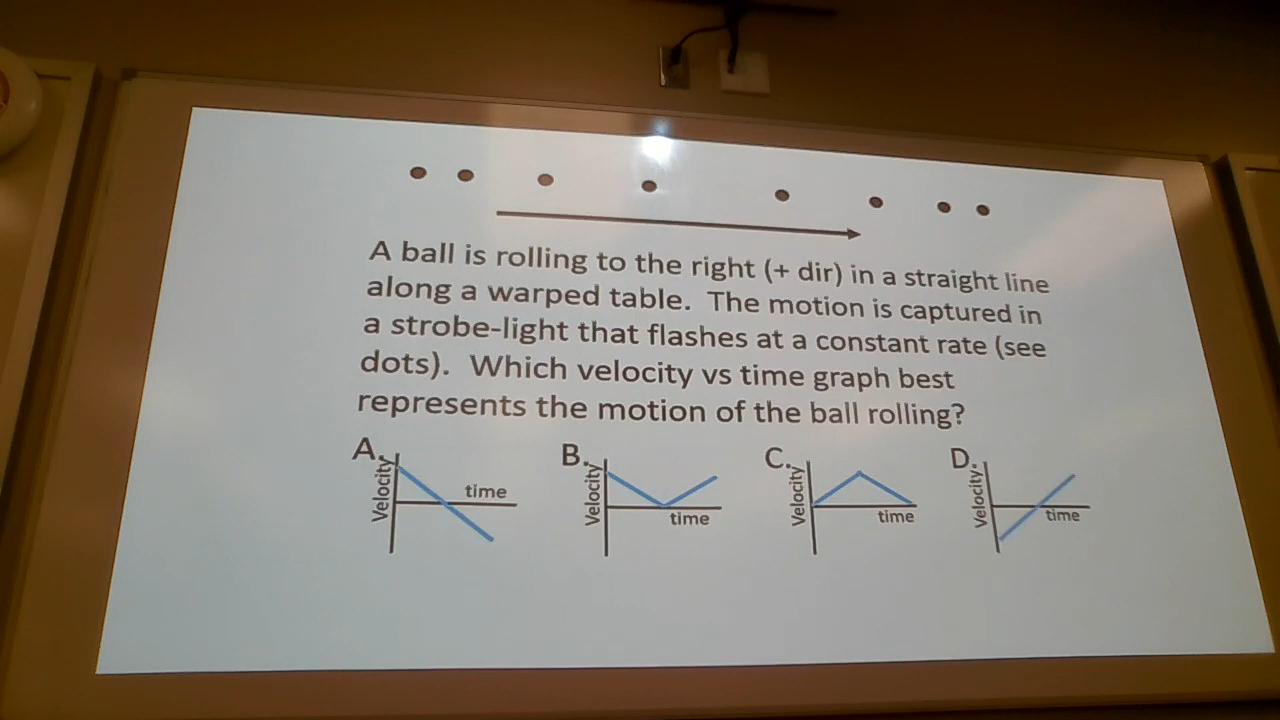 A ball is rolling to the right (+ dir) in a straight line
along a warped table. The motion is captured in
a strobe-light that flashes at a constant rate (see
dots). Which velocity vs time graph best
represents the motion of the ball rolling?
A.
Velocity
time
B.
Velocity
time
C.
Velocity
time
D.
Velocity
time